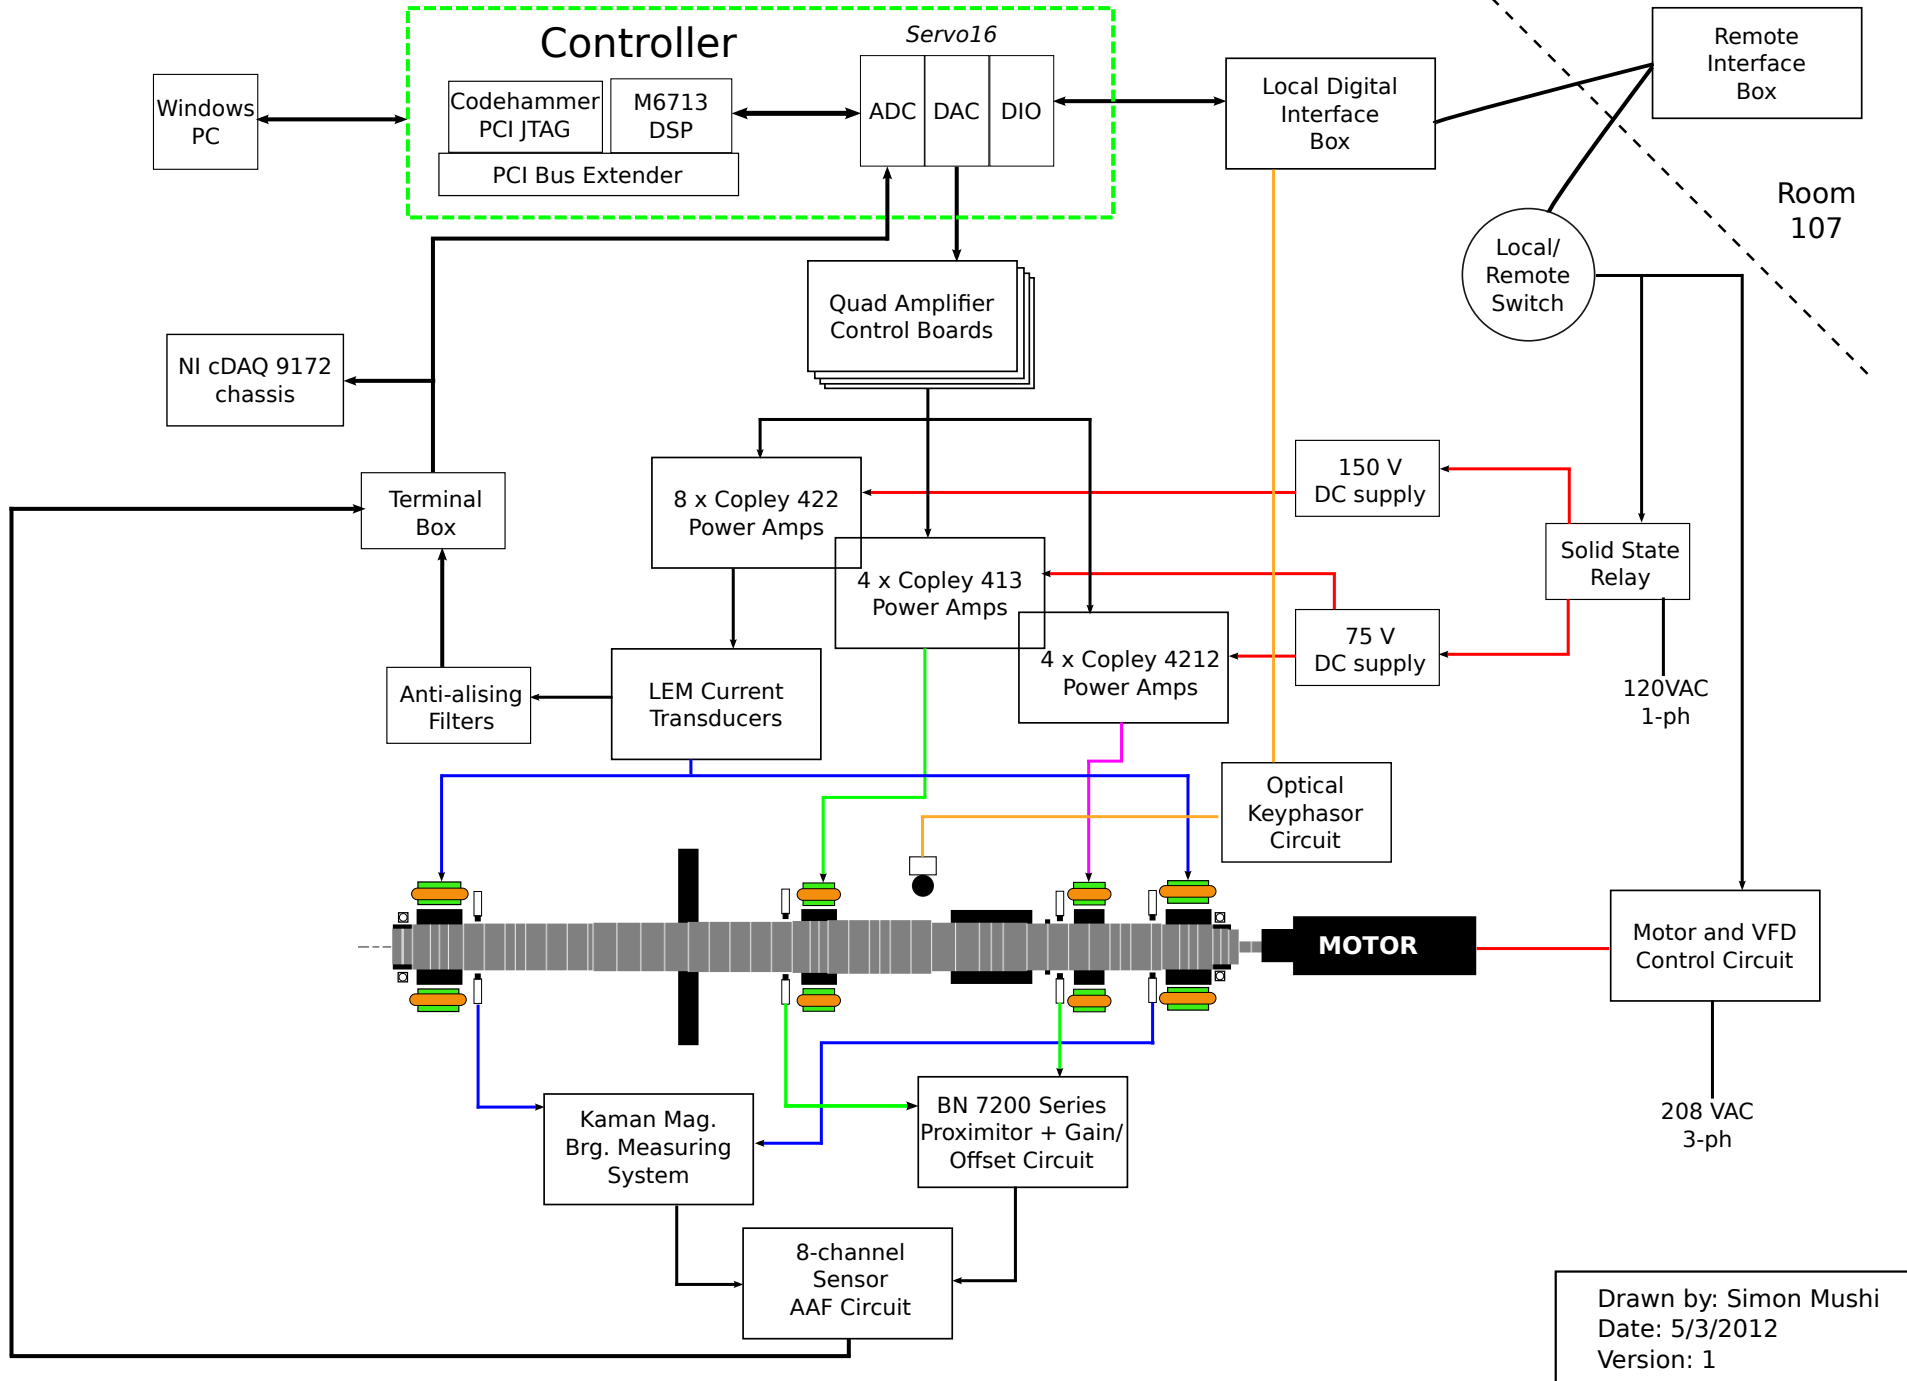 Controller
Servo16
Windows
PC
Codehammer
PCI JTAG
M6713
DSP
PCI Bus Extender
ADC
DAC
DIO
Local Digital
Interface
Box
Remote
Interface
Box
Room
107
Local/
Remote
Switch
Quad Amplifier
Control Boards
NI cDAQ 9172
chassis
Terminal
Box
8 x Copley 422
Power Amps
150 V
DC supply
Solid State
Relay
4 x Copley 413
Power Amps
75 V
DC supply
4 x Copley 4212
Power Amps
120VAC
1-ph
Anti-alising
Filters
LEM Current
Transducers
Optical
Keyphasor
Circuit
MOTOR
Motor and VFD
Control Circuit
208 VAC
3-ph
Kaman Mag.
Brg. Measuring
System
BN 7200 Series
Proximitor + Gain/
Offset Circuit
8-channel
Sensor
AAF Circuit
Drawn by: Simon Mushi
Date: 5/3/2012
Version: 1